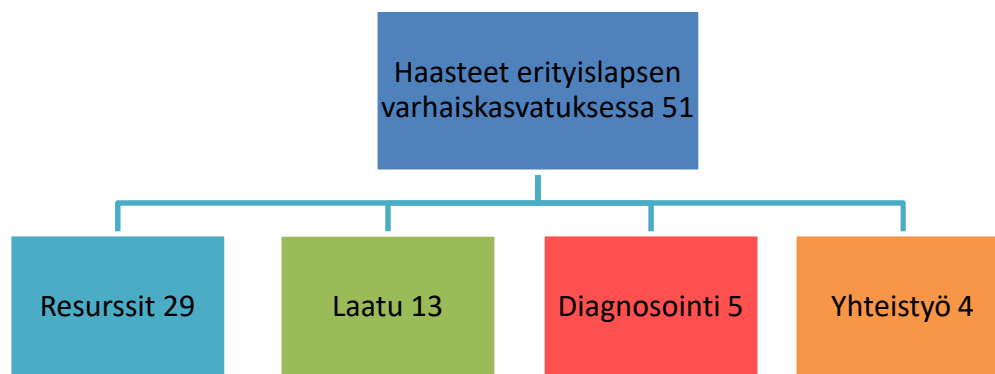 Haasteet erityislapsen
varhaiskasvatuksessa 51
Resurssit 29
Laatu 13
Diagnosointi 5
Yhteistyö 4